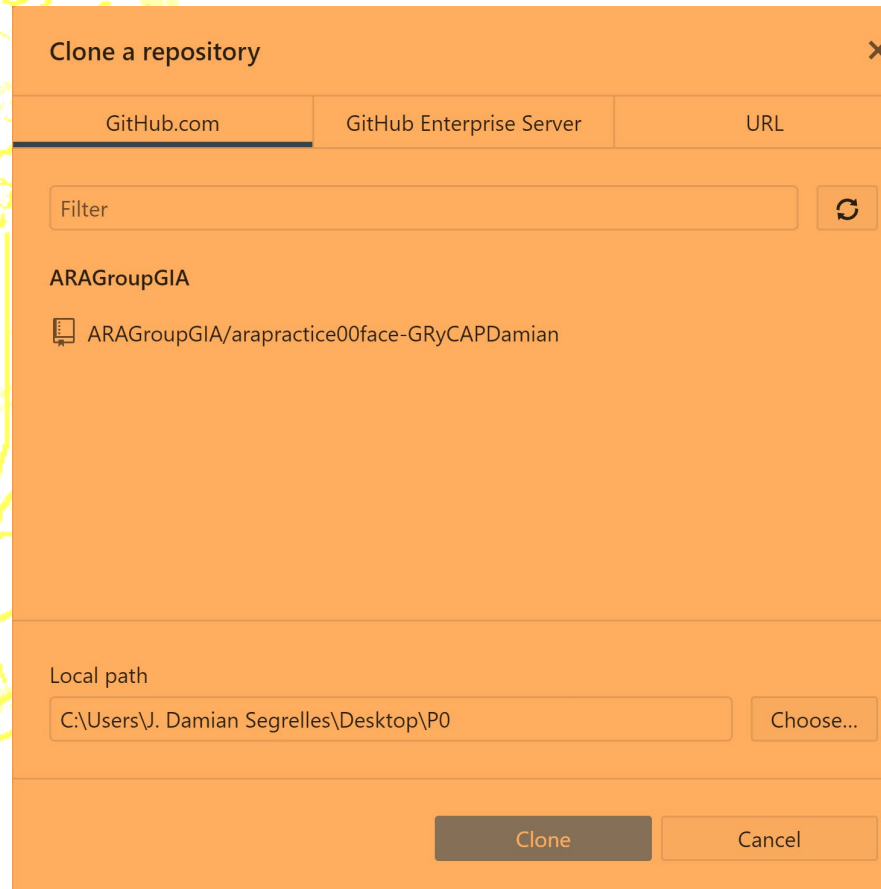 Clone a repository
GitHub.com GitHub Enterprise Server URL
Filter
ARAGroupGIA
ARAGroupGIA/arapractice00face-GRyCAPDamian
Local path
C:\Users\J. Damian Segrelles\Desktop\P0 Choose...
Clone Cancel